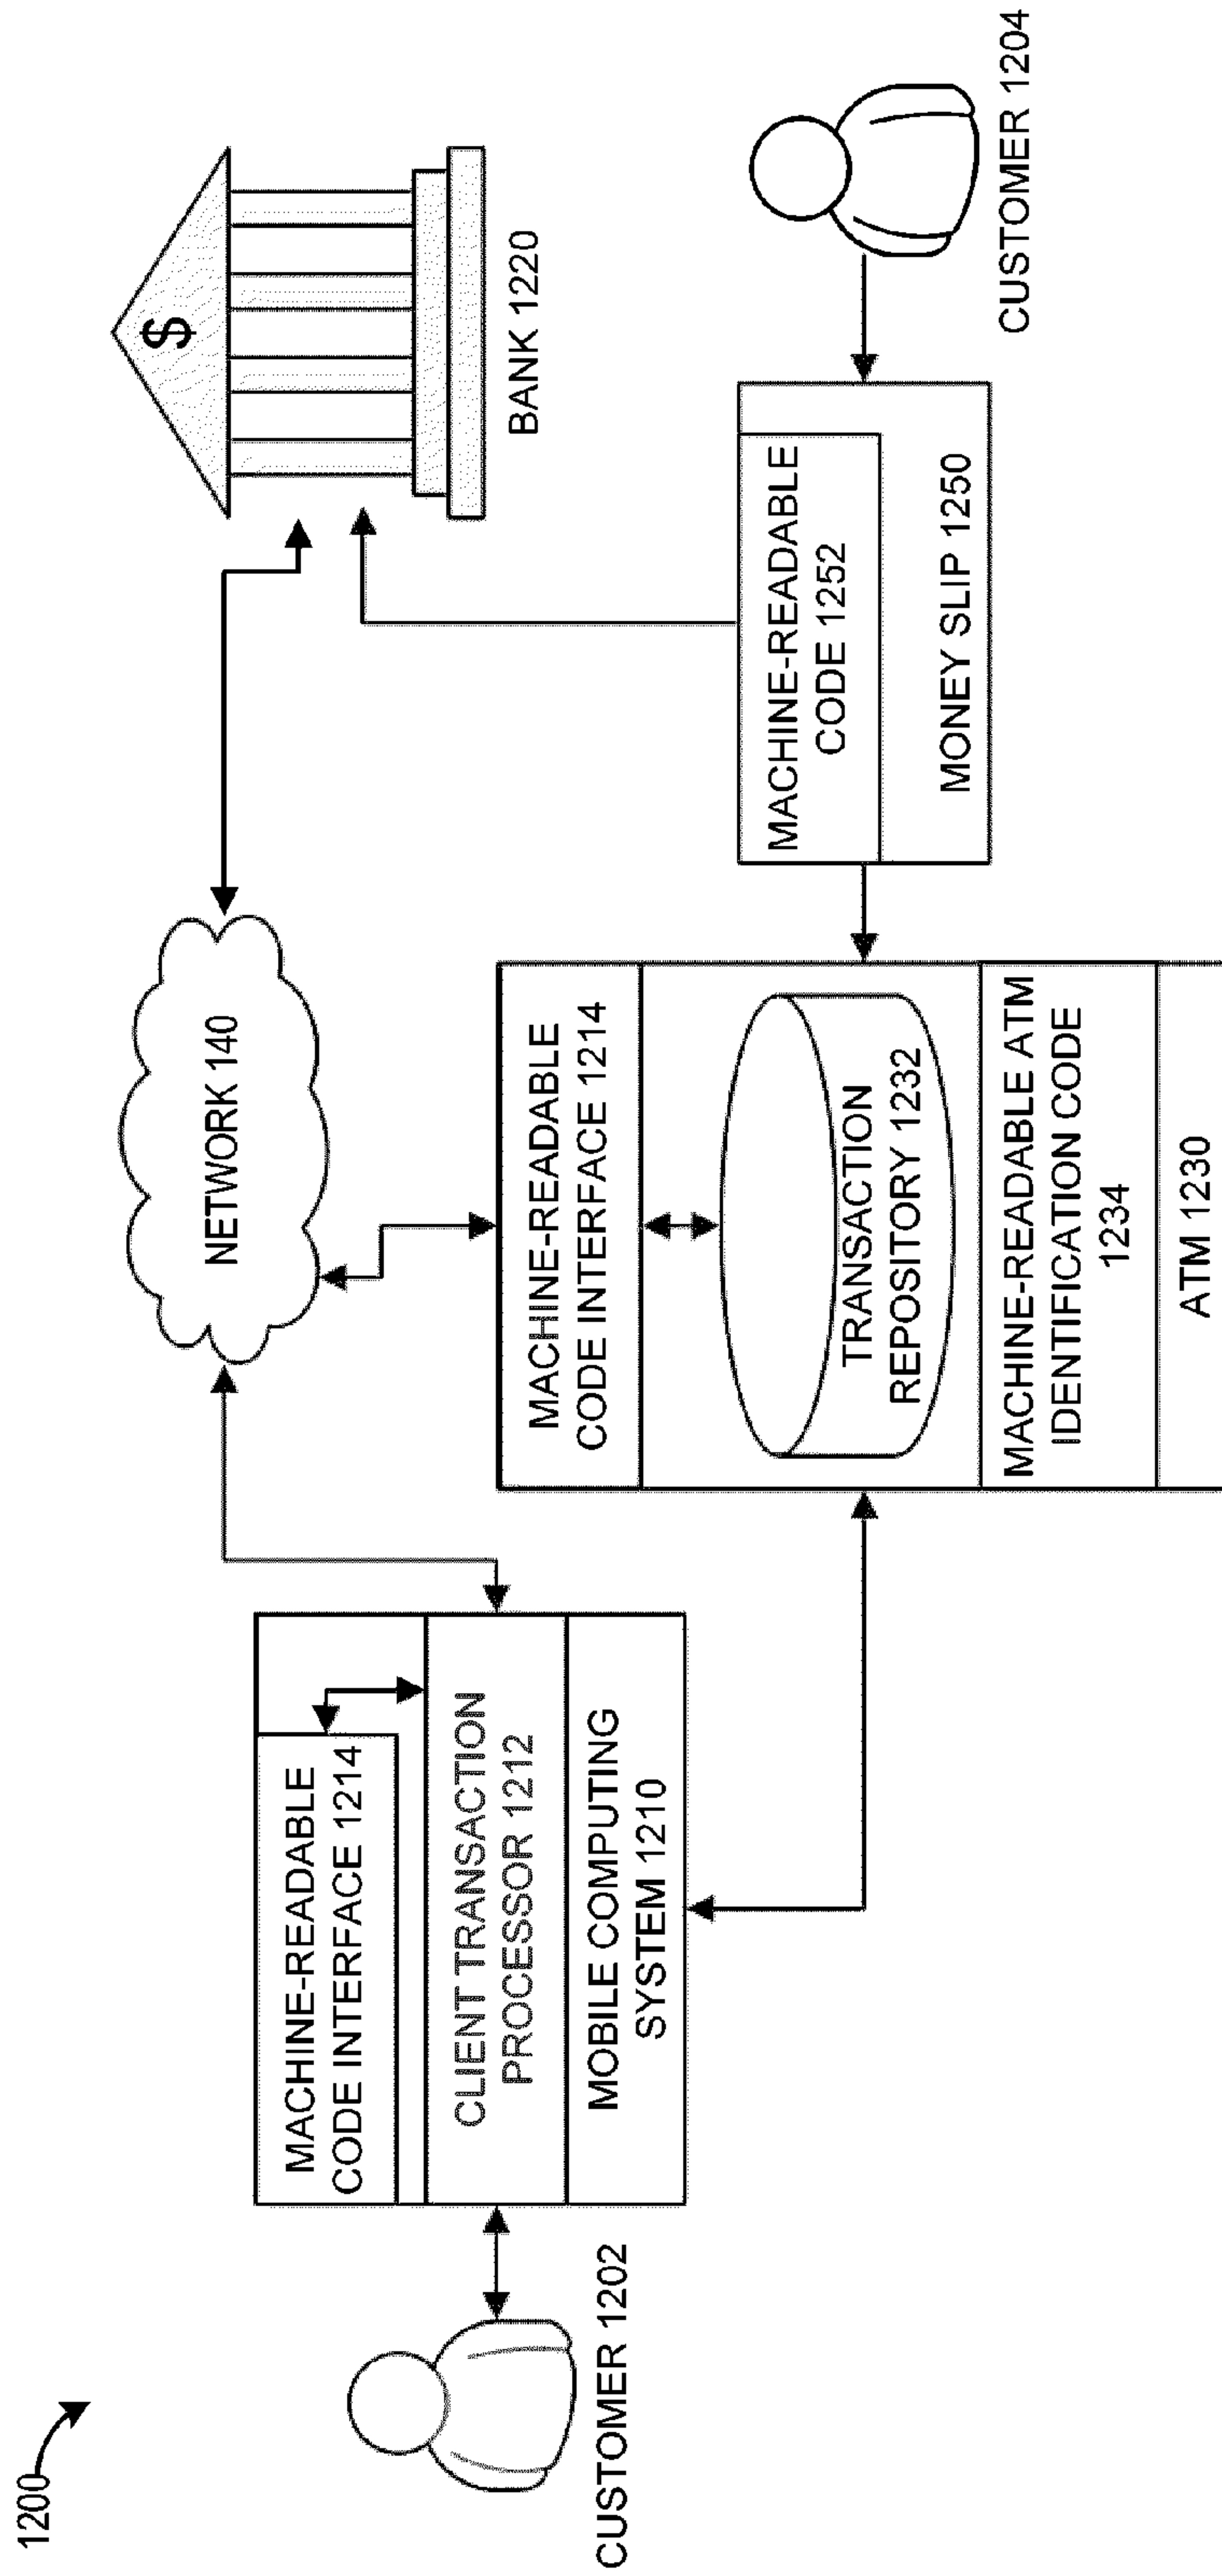 1200
CUSTOMER 1202
MACHINE-READABLE
CODE INTERFACE 1214
CLIENT TRANSACTION
PROCESSOR 1212
MOBILE COMPUTING
SYSTEM 1210
NETWORK 140
MACHINE-READABLE
CODE INTERFACE 1214
TRANSACTION
REPOSITORY 1232
MACHINE-READABLE ATM
IDENTIFICATION CODE
1234
ATM 1230
$
BANK 1220
MACHINE-READABLE
CODE 1252
MONEY SLIP 1250
CUSTOMER 1204